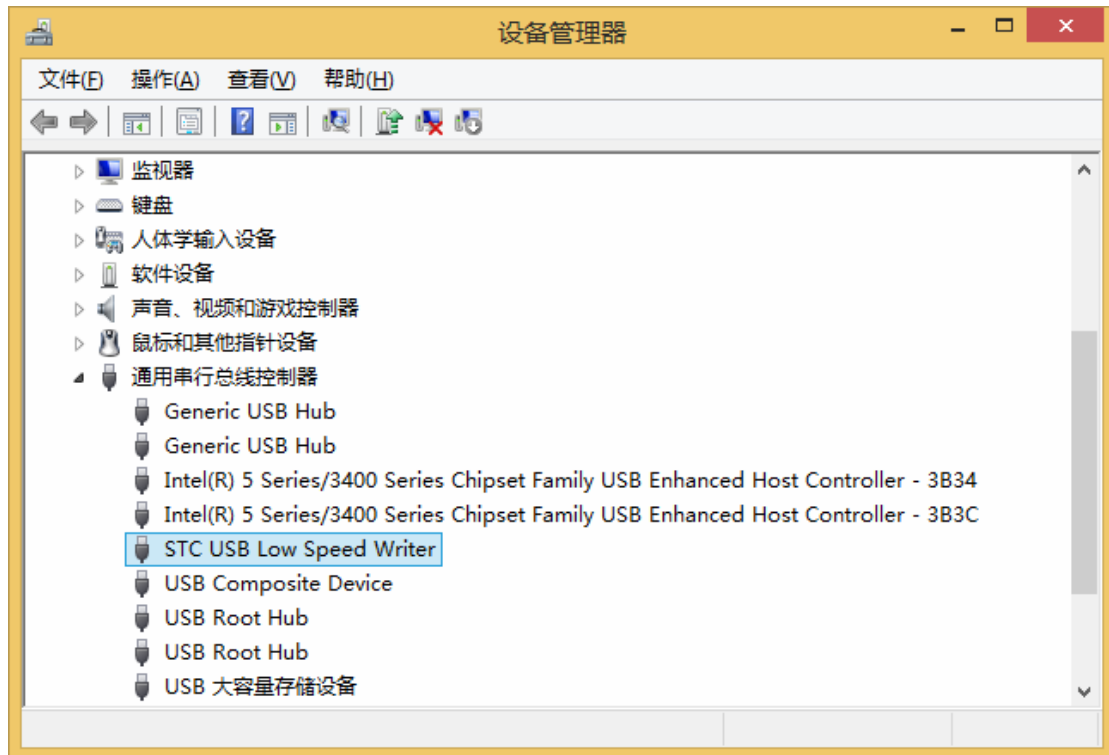 设备管理器
文件(F) 操作(A) 查看(V) 帮助(H)
监视器
键盘
人体学输入设备
软件设备
声音、视频和游戏控制器
鼠标和其他指针设备
通用串行总线控制器
Generic USB Hub
Generic USB Hub
Intel(R) 5 Series/3400 Series Chipset Family USB Enhanced Host Controller - 3B34
Intel(R) 5 Series/3400 Series Chipset Family USB Enhanced Host Controller - 3B3C
STC USB Low Speed Writer
USB Composite Device
USB Root Hub
USB Root Hub
USB 大容量存储设备